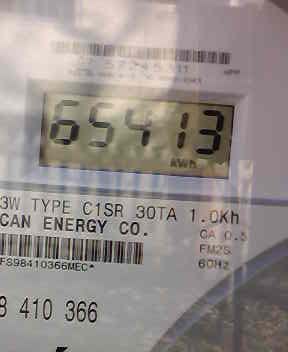 65413
kWh
3W TYPE C1SR 30TA 1.0Kh
CAN ENERGY CO.
CA 0.5
FM2S
FS98410366MEC*
60Hz
8 410 366